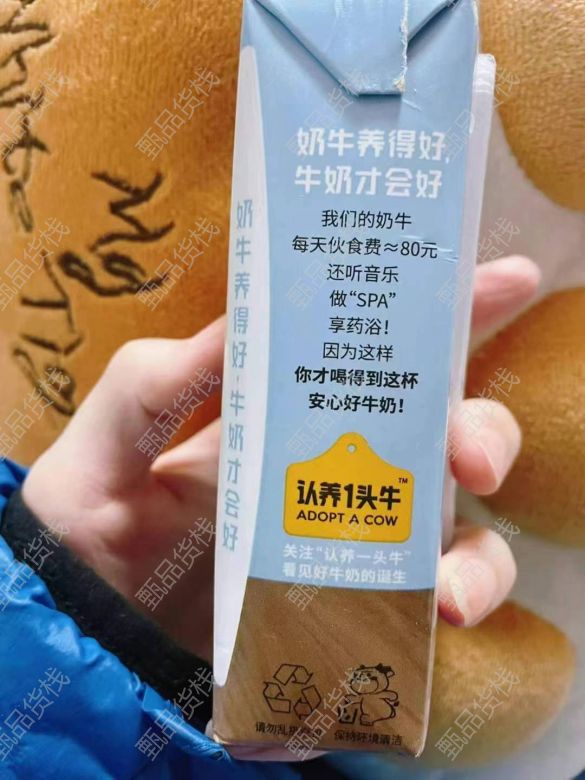 奶牛养得好，
牛奶才会好
我们的奶牛
每天伙食费≈80元
还听音乐
做“SPA”
享药浴！
因为这样
你才喝得到这杯
安心好牛奶！
认养1头牛™
ADOPT A COW
关注“认养一头牛”
看见好牛奶的诞生
保持环境清洁
奶牛养得好·牛奶才会好
My
甄品货栈